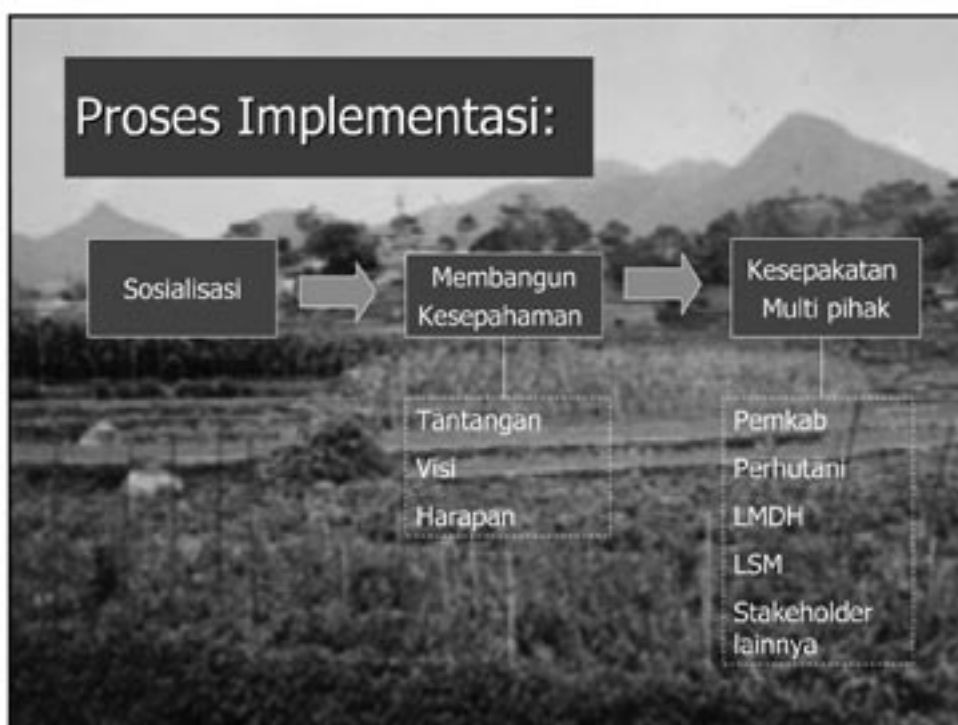 Proses Implementasi:
Sosialisasi
Membangun
Kesepahaman
Kesepakatan
Multi pihak
Tantangan
Visi
Harapan
Pemkab
Perhutani
LMDH
LSM
Stakeholder
lainnya